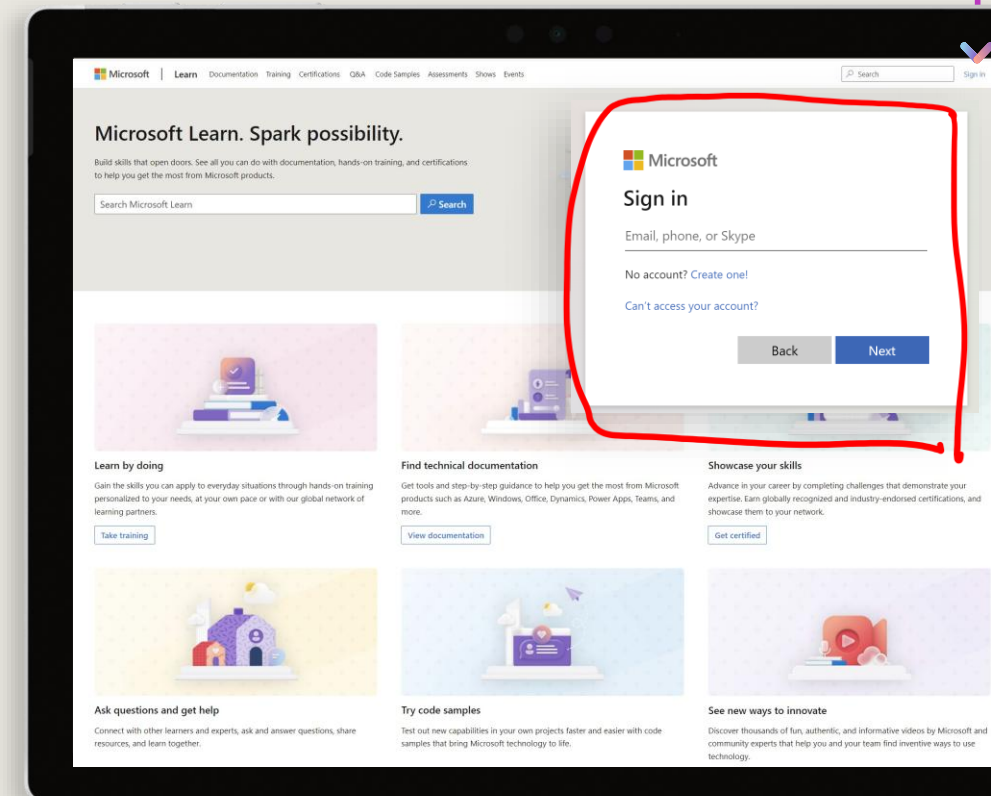 Microsoft | Learn Documentation Training Certifications Q&A Code Samples Assessments Shows Events Search Sign in
Microsoft Learn. Spark possibility.
Build skills that open doors. See all you can do with documentation, hands-on training, and certifications
to help you get the most from Microsoft products.
Search Microsoft Learn Search
Microsoft
Sign in
Email, phone, or Skype
No account? Create one!
Can't access your account?
Back Next
Learn by doing
Gain the skills you can apply to everyday situations through hands-on training
personalized to your needs, at your own pace or with our global network of
learning partners.
Take training
Find technical documentation
Get tools and step-by-step guidance to help you get the most from Microsoft
products such as Azure, Windows, Office, Dynamics, Power Apps, Teams, and
more.
View documentation
Showcase your skills
Advance in your career by completing challenges that demonstrate your
expertise. Earn globally recognized and industry-endorsed certifications, and
showcase them to your network.
Get certified
Ask questions and get help
Connect with other learners and experts, ask and answer questions, share
resources, and learn together.
Try code samples
Test out new capabilities in your own projects faster and easier with code
samples that bring Microsoft technology to life.
See new ways to innovate
Discover thousands of fun, authentic, and informative videos by Microsoft and
community experts that help you and your team find inventive ways to use
technology.